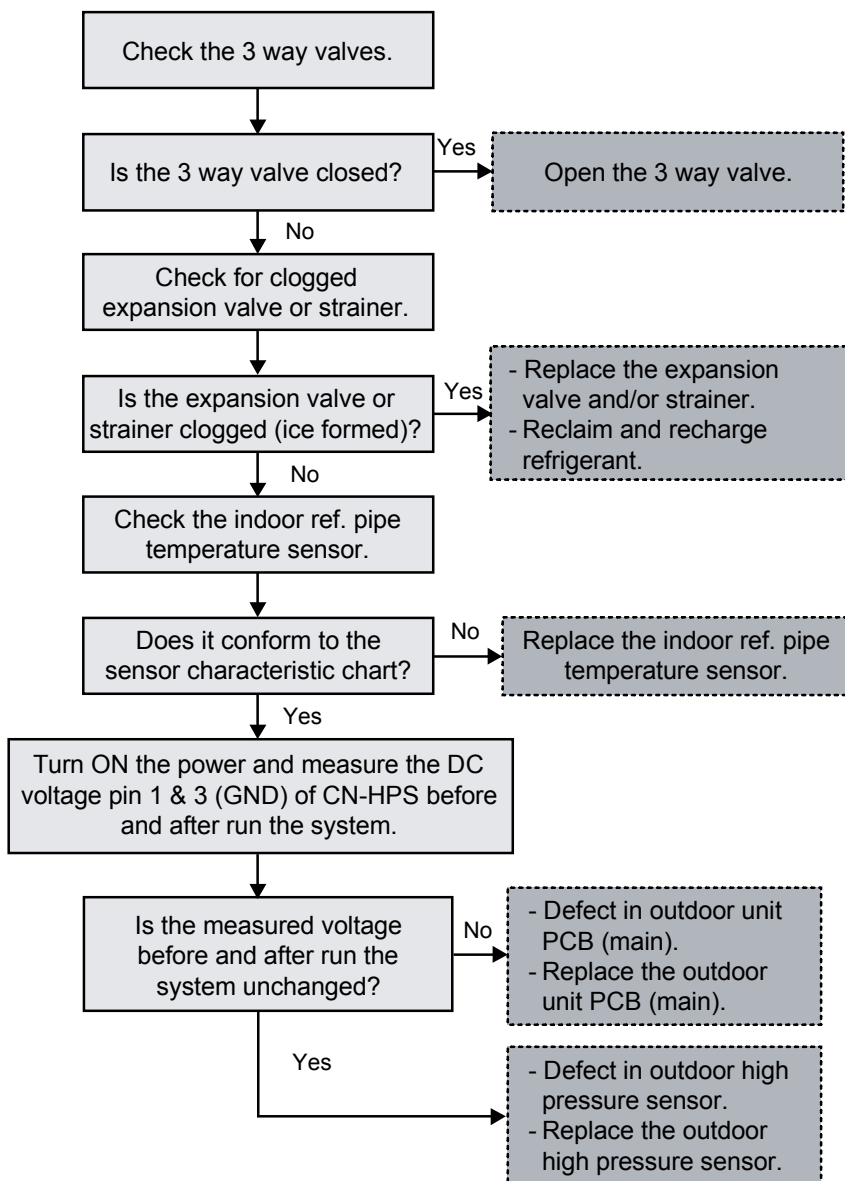 Check the 3 way valves.
Is the 3 way valve closed?
Yes
Open the 3 way valve.
No
Check for clogged
expansion valve or strainer.
Is the expansion valve or
strainer clogged (ice formed)?
Yes
- Replace the expansion
valve and/or strainer.
- Reclaim and recharge
refrigerant.
No
Check the indoor ref. pipe
temperature sensor.
Does it conform to the
sensor characteristic chart?
No
Replace the indoor ref. pipe
temperature sensor.
Yes
Turn ON the power and measure the DC
voltage pin 1 & 3 (GND) of CN-HPS before
and after run the system.
Is the measured voltage
before and after run the
system unchanged?
No
- Defect in outdoor unit
PCB (main).
- Replace the outdoor
unit PCB (main).
Yes
- Defect in outdoor high
pressure sensor.
- Replace the outdoor
high pressure sensor.